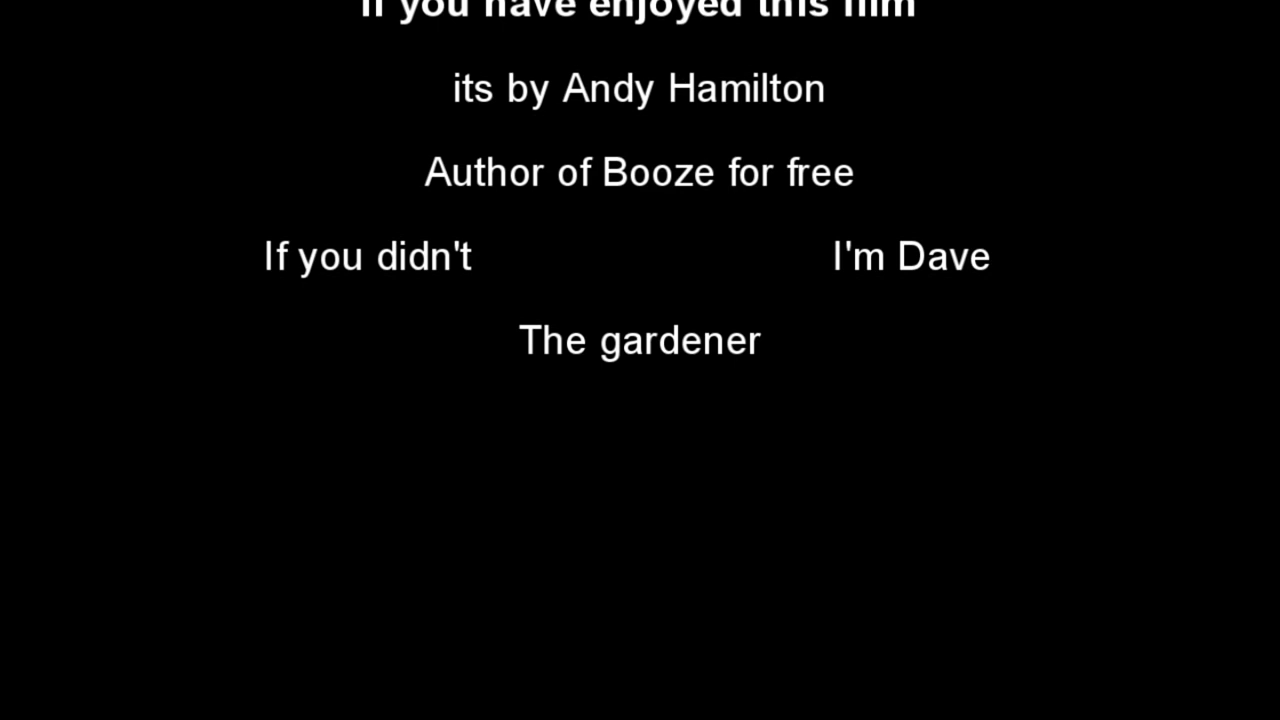 If you have enjoyed this film
its by Andy Hamilton
Author of Booze for free
If you didn't I'm Dave
The gardener